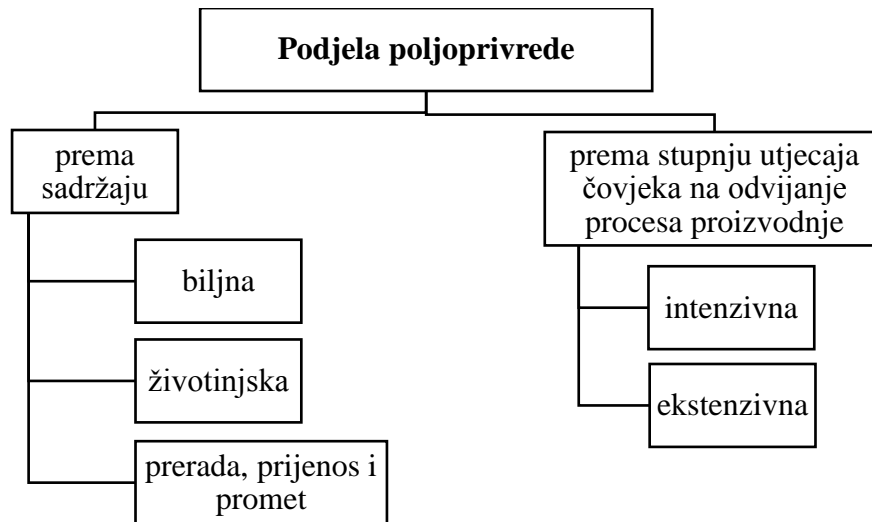 Podjela poljoprivrede
prema
sadržaju
biljna
životinjska
prerada, prijenos i
promet
prema stupnju utjecaja
čovjeka na odvijanje
procesa proizvodnje
intenzivna
ekstenzivna